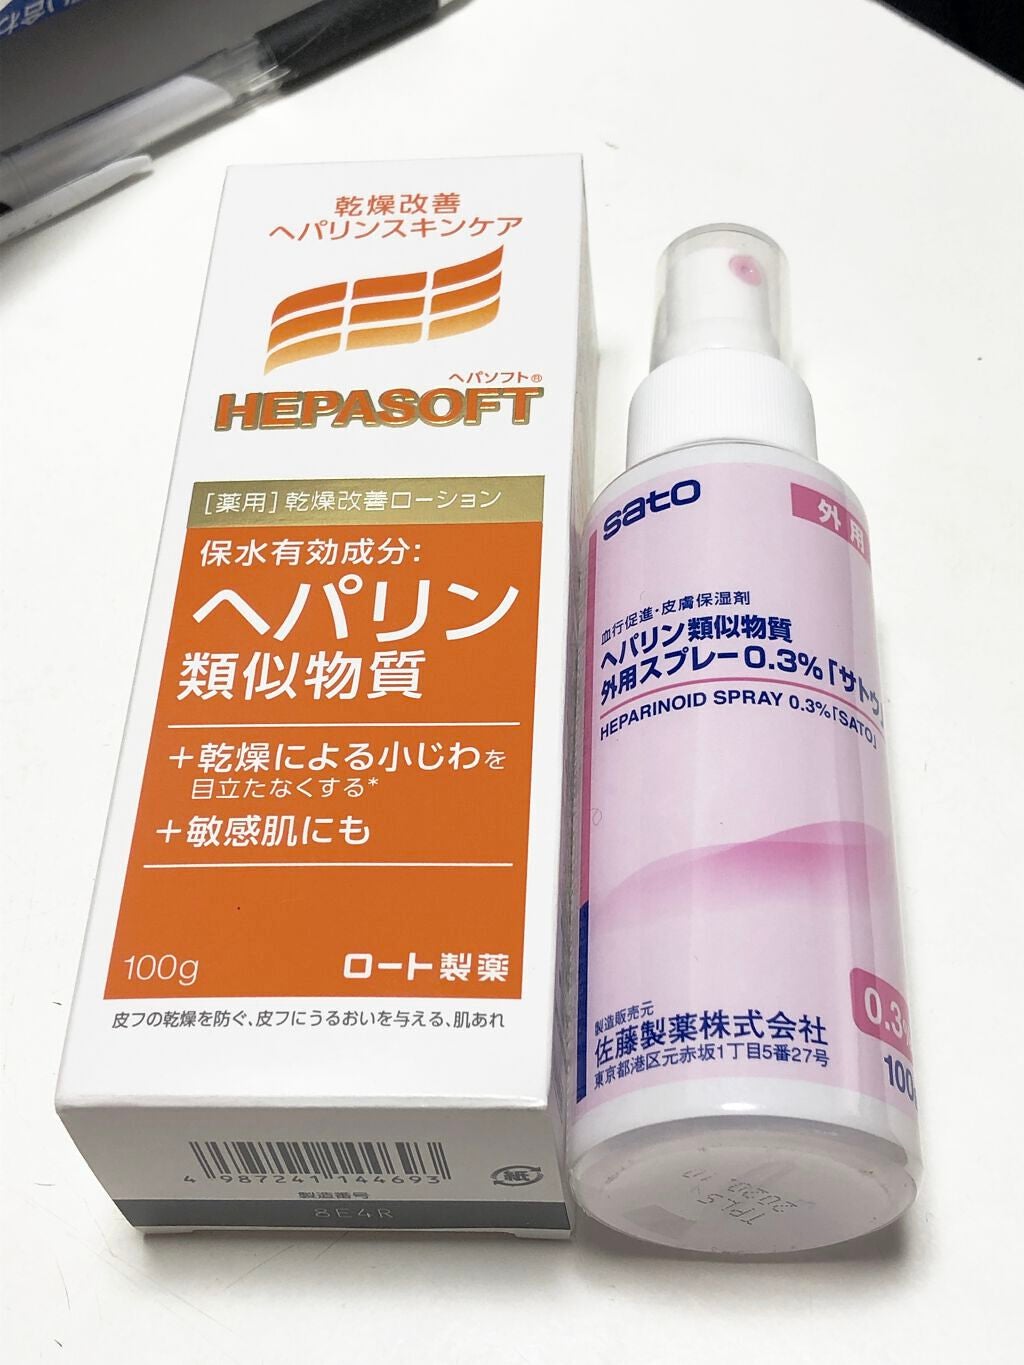 乾燥改善
ヘパリンスキンケア
ヘパソフト®
HEPASOFT
[薬用] 乾燥改善ローション
保水有効成分:
ヘパリン
類似物質
+乾燥による小じわを
目立たなくする*
+敏感肌にも
100g
ロート製薬
皮フの乾燥を防ぐ、皮フにうるおいを与える、肌あれ
4 987241 144693
紙
製造番号
8E4R
sato
外用
血行促進・皮膚保湿剤
ヘパリン類似物質
外用スプレー0.3%「サトウ」
HEPARINOID SPRAY 0.3%「SATO」
0.3%
製造販売元
佐藤製薬株式会社
東京都港区元赤坂1丁目5番27号
100
2020.10